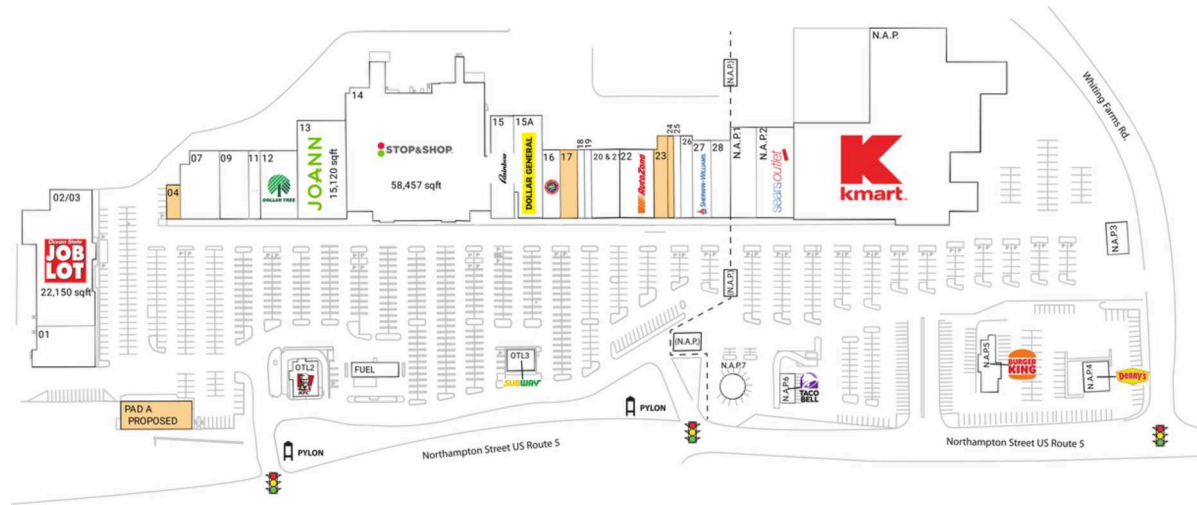 N.A.P.
(N.A.P.)
Whiting Farms Rd.
14
13
JOANN
15,120 sqft
STOP&SHOP
58,457 sqft
15
Rainbow
15A
DOLLAR GENERAL
16
17
18
19
20 & 21
22
AutoZone
23
24
25
26
27
SHERWIN-WILLIAMS
28
N.A.P.1
N.A.P.2
sears outlet
K
kmart
04
07
09
11
12
DOLLAR TREE
02/03
Ocean State
JOB
LOT
22,150 sqft
01
N.A.P.3
(N.A.P.)
(N.A.P.)
OTL2
KFC
FUEL
OTL3
SUBWAY
N.A.P.7
N.A.P.6
TACO
BELL
N.A.P.5
BURGER
KING
N.A.P.4
Denny's
PAD A
PROPOSED
PYLON
PYLON
Northampton Street US Route 5
Northampton Street US Route 5